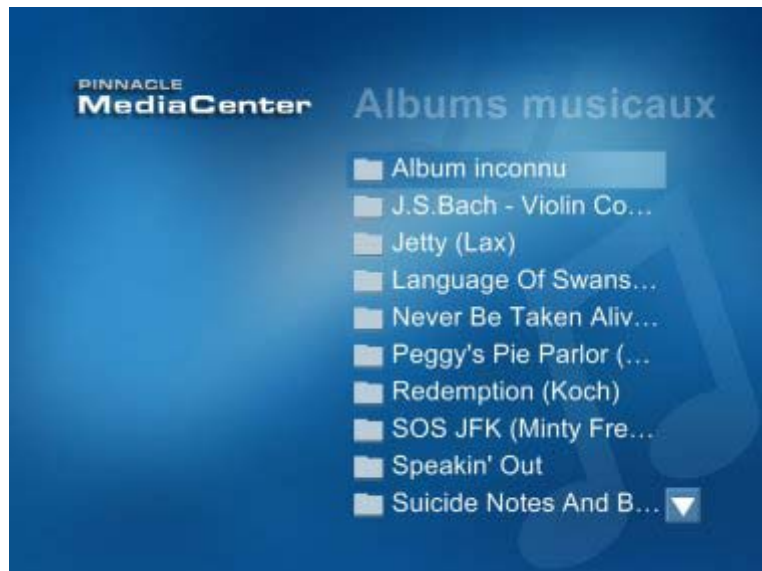 PINNACLE
MediaCenter
Albums musicaux
Album inconnu
J.S.Bach - Violin Co...
Jetty (Lax)
Language Of Swans...
Never Be Taken Aliv...
Peggy's Pie Parlor (...
Redemption (Koch)
SOS JFK (Minty Fre...
Speakin' Out
Suicide Notes And B...